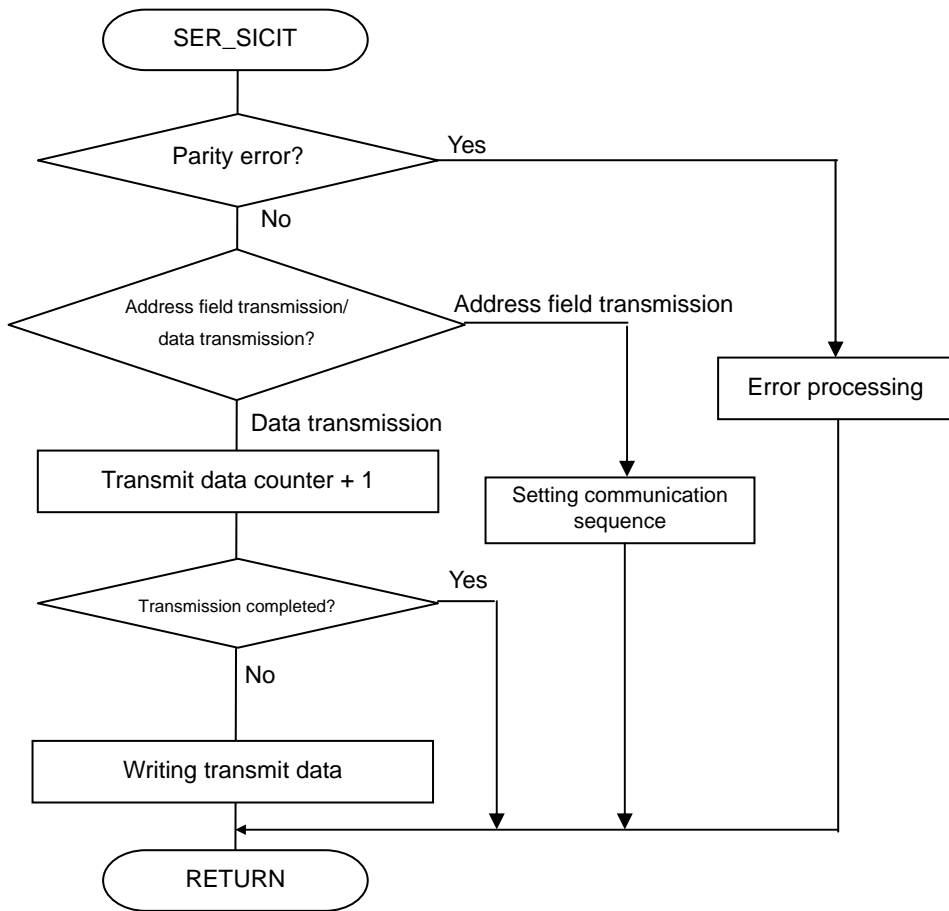 SER_SICIT
Parity error?
Yes
No
Address field transmission/
data transmission?
Address field transmission
Error processing
Data transmission
Transmit data counter + 1
Setting communication
sequence
Transmission completed?
Yes
No
Writing transmit data
RETURN